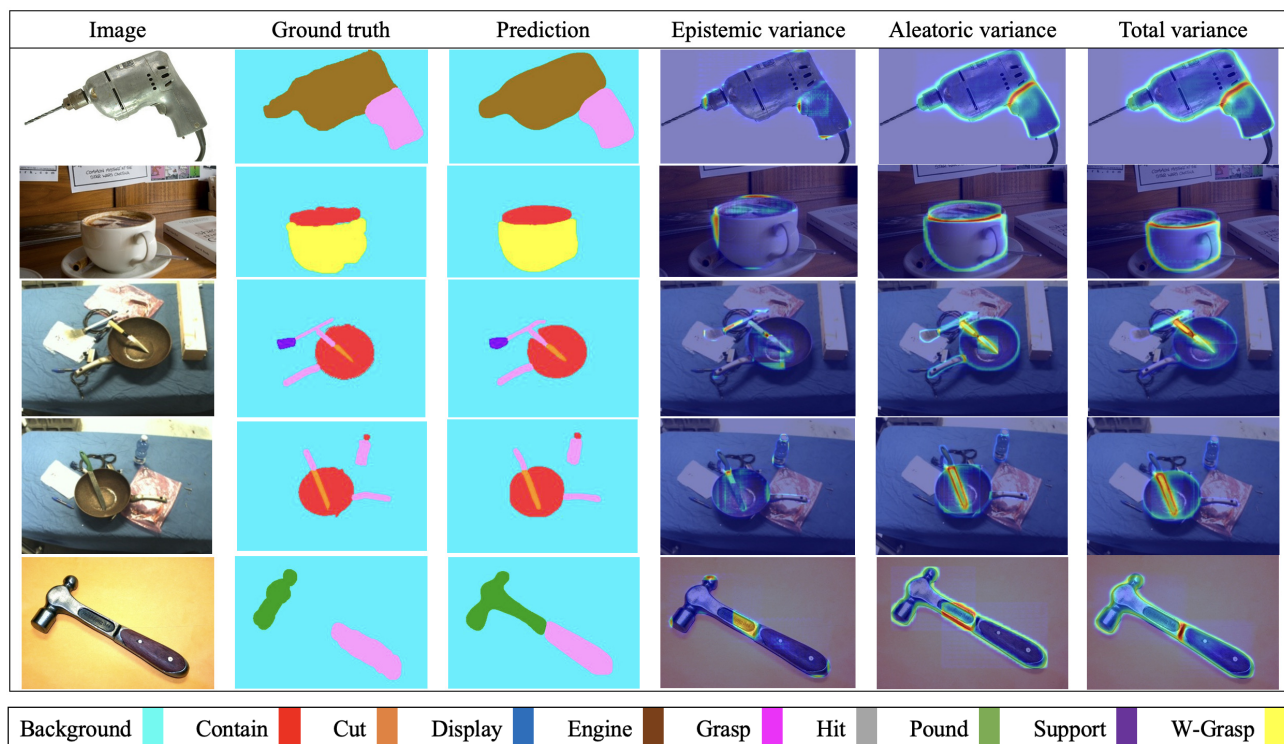 Image Ground truth Prediction Epistemic variance Aleatoric variance Total variance
Background Contain Cut Display Engine Grasp Hit Pound Support W-Grasp